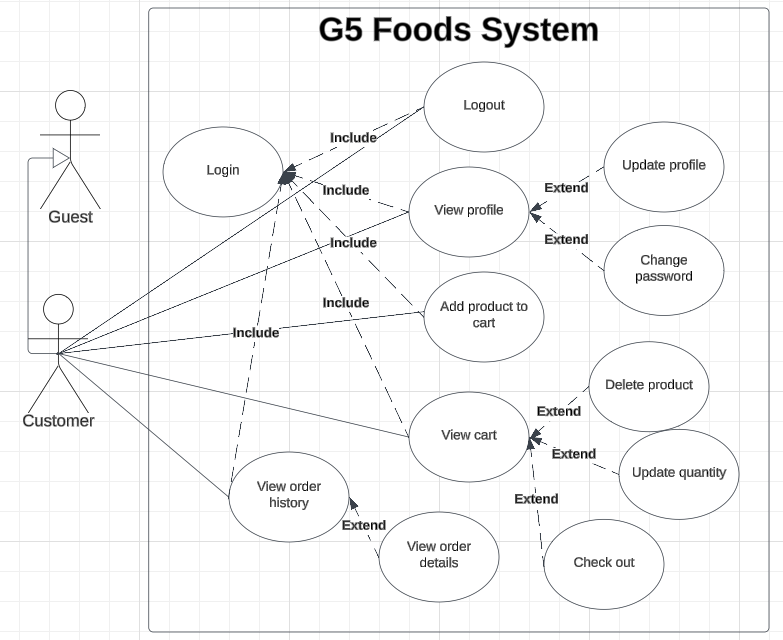 G5 Foods System
Logout
Include
Login
Update profile
Include
Extend
View profile
Guest
Include
Extend
Change
password
Include
Add product to
cart
Include
Customer
Delete product
Extend
View cart
Extend
Update quantity
View order
history
Extend
Extend
View order
details
Check out